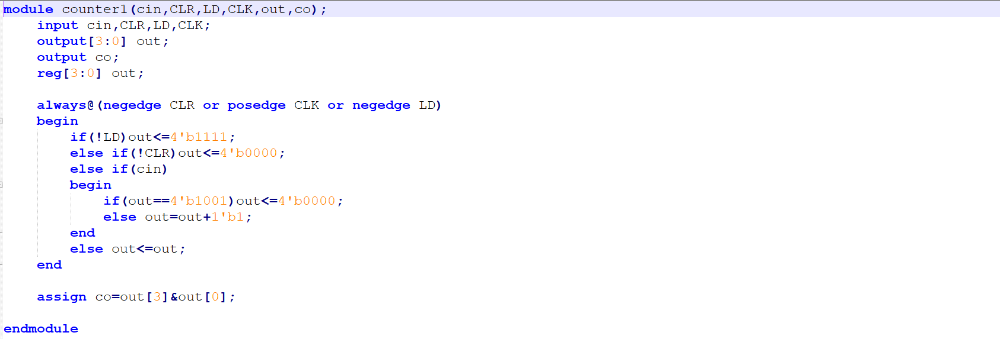 module counter1(cin,CLR,LD,CLK,out,co);
    input cin,CLR,LD,CLK;
    output[3:0] out;
    output co;
    reg[3:0] out;

    always@(negedge CLR or posedge CLK or negedge LD)
    begin
        if(!LD)out<=4'b1111;
        else if(!CLR)out<=4'b0000;
        else if(cin)
        begin
            if(out==4'b1001)out<=4'b0000;
            else out=out+1'b1;
        end
        else out<=out;
    end

    assign co=out[3]&out[0];

endmodule